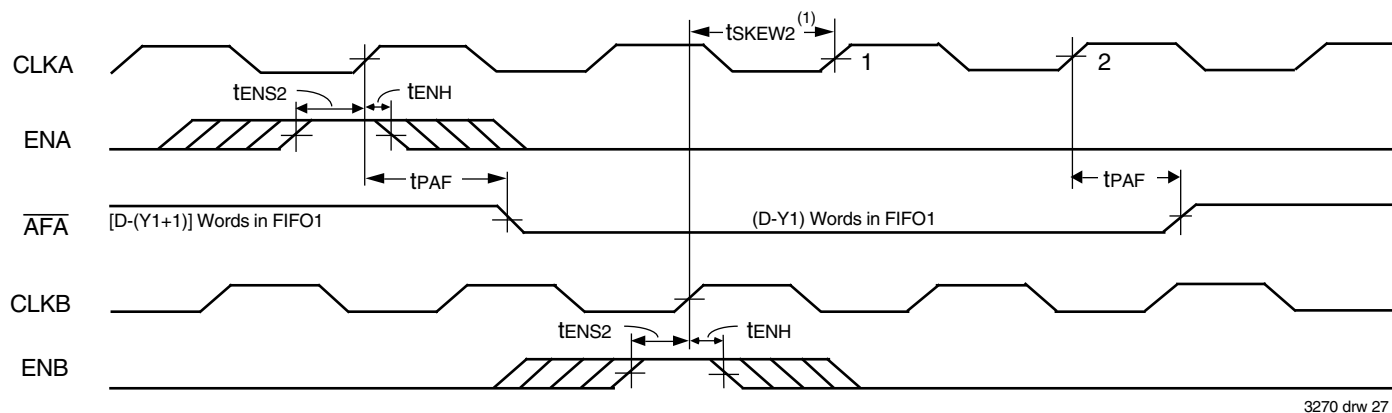 tSKEW2 (1)
CLKA
1
2
tENS2
tENH
ENA
tPAF
tPAF
AFA
[D-(Y1+1)] Words in FIFO1
(D-Y1) Words in FIFO1
CLKB
tENS2
tENH
ENB
3270 drw 27